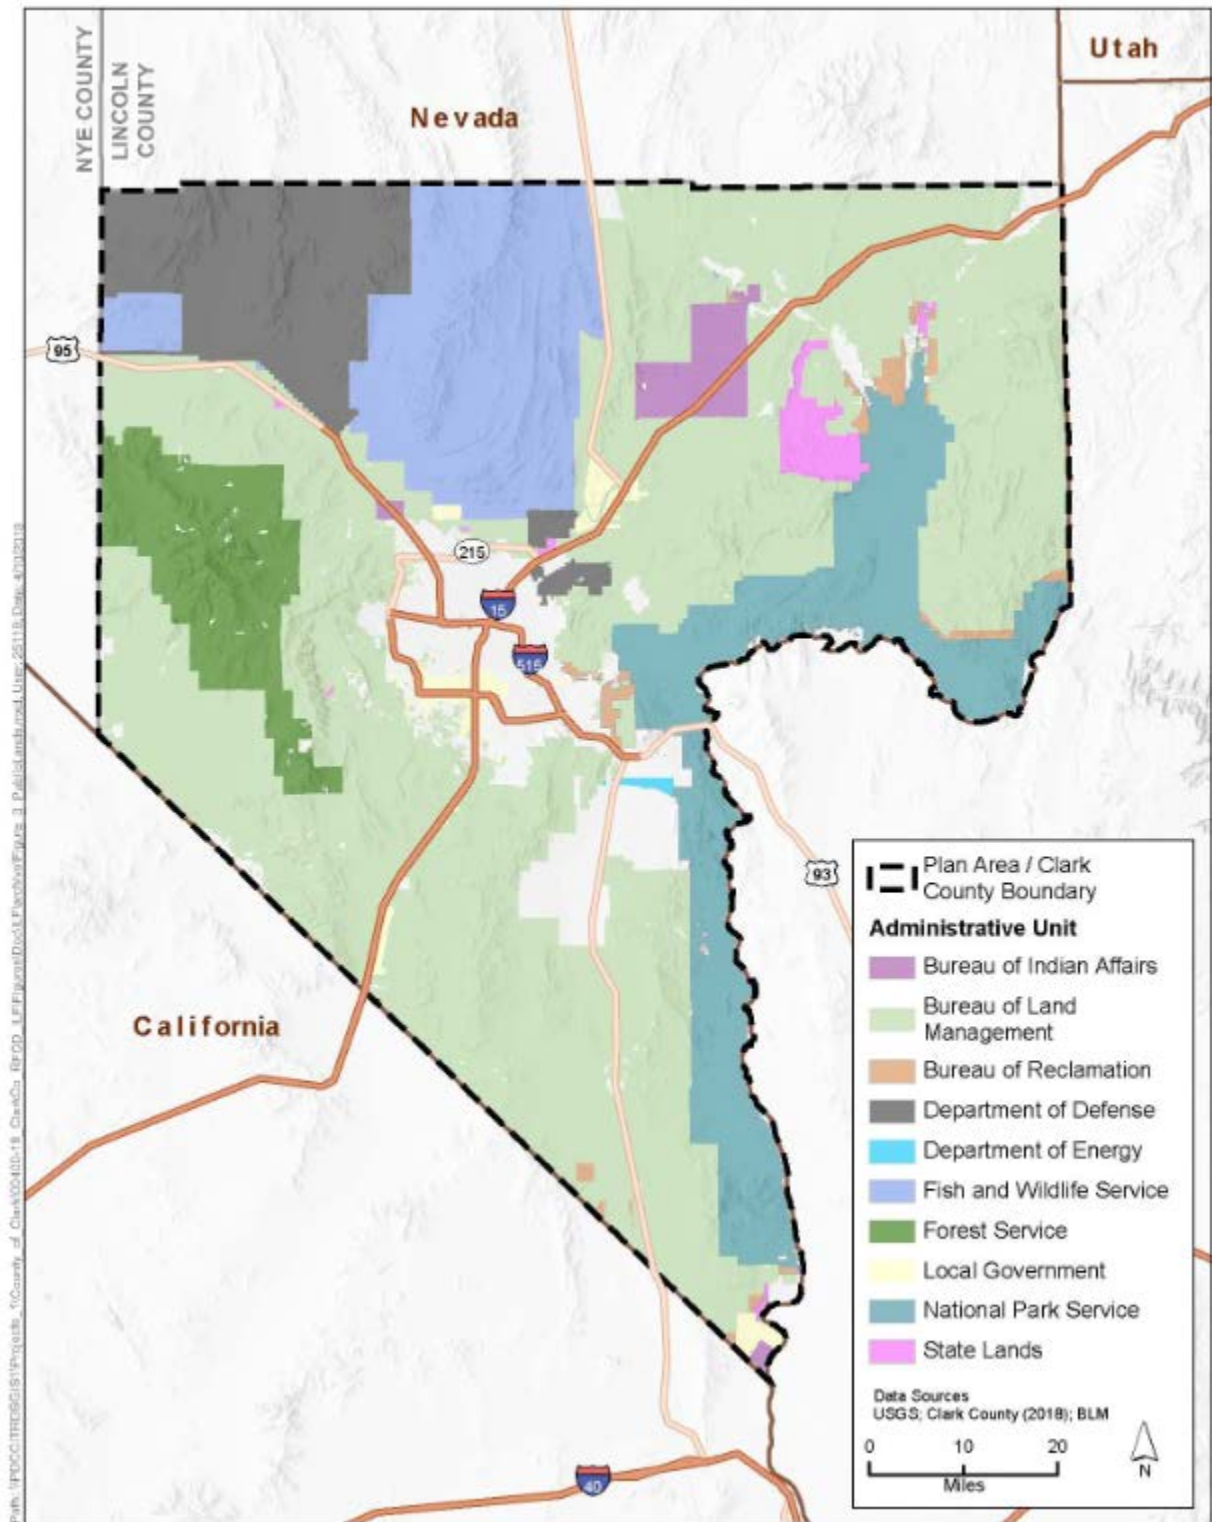 Utah
Nevada
NYE COUNTY
LINCOLN
COUNTY
95
215
15
515
93
California
40
Plan Area / Clark
County Boundary
Administrative Unit
Bureau of Indian Affairs
Bureau of Land
Management
Bureau of Reclamation
Department of Defense
Department of Energy
Fish and Wildlife Service
Forest Service
Local Government
National Park Service
State Lands
Data Sources
USGS; Clark County (2018); BLM
0 10 20
Miles
N